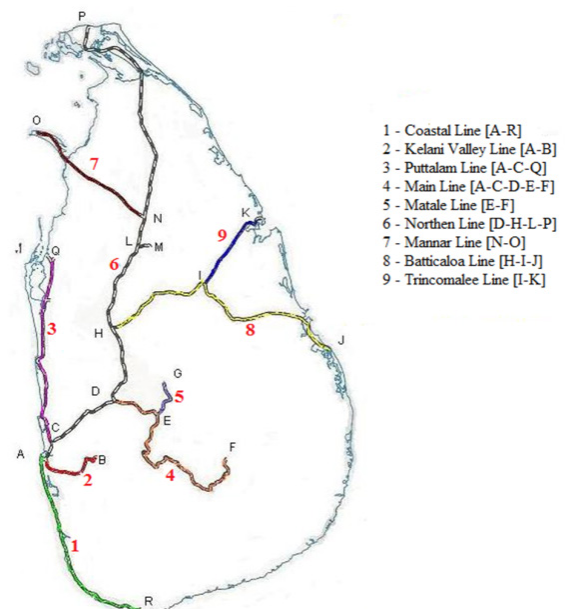 P
O
7
N
K
L
M
9
Q
6
I
3
H
8
J
G
D
5
E
C
A
B
F
2
4
1
R
1 - Coastal Line [A-R]
2 - Kelani Valley Line [A-B]
3 - Puttalam Line [A-C-Q]
4 - Main Line [A-C-D-E-F]
5 - Matale Line [E-F]
6 - Northen Line [D-H-L-P]
7 - Mannar Line [N-O]
8 - Batticaloa Line [H-I-J]
9 - Trincomalee Line [I-K]